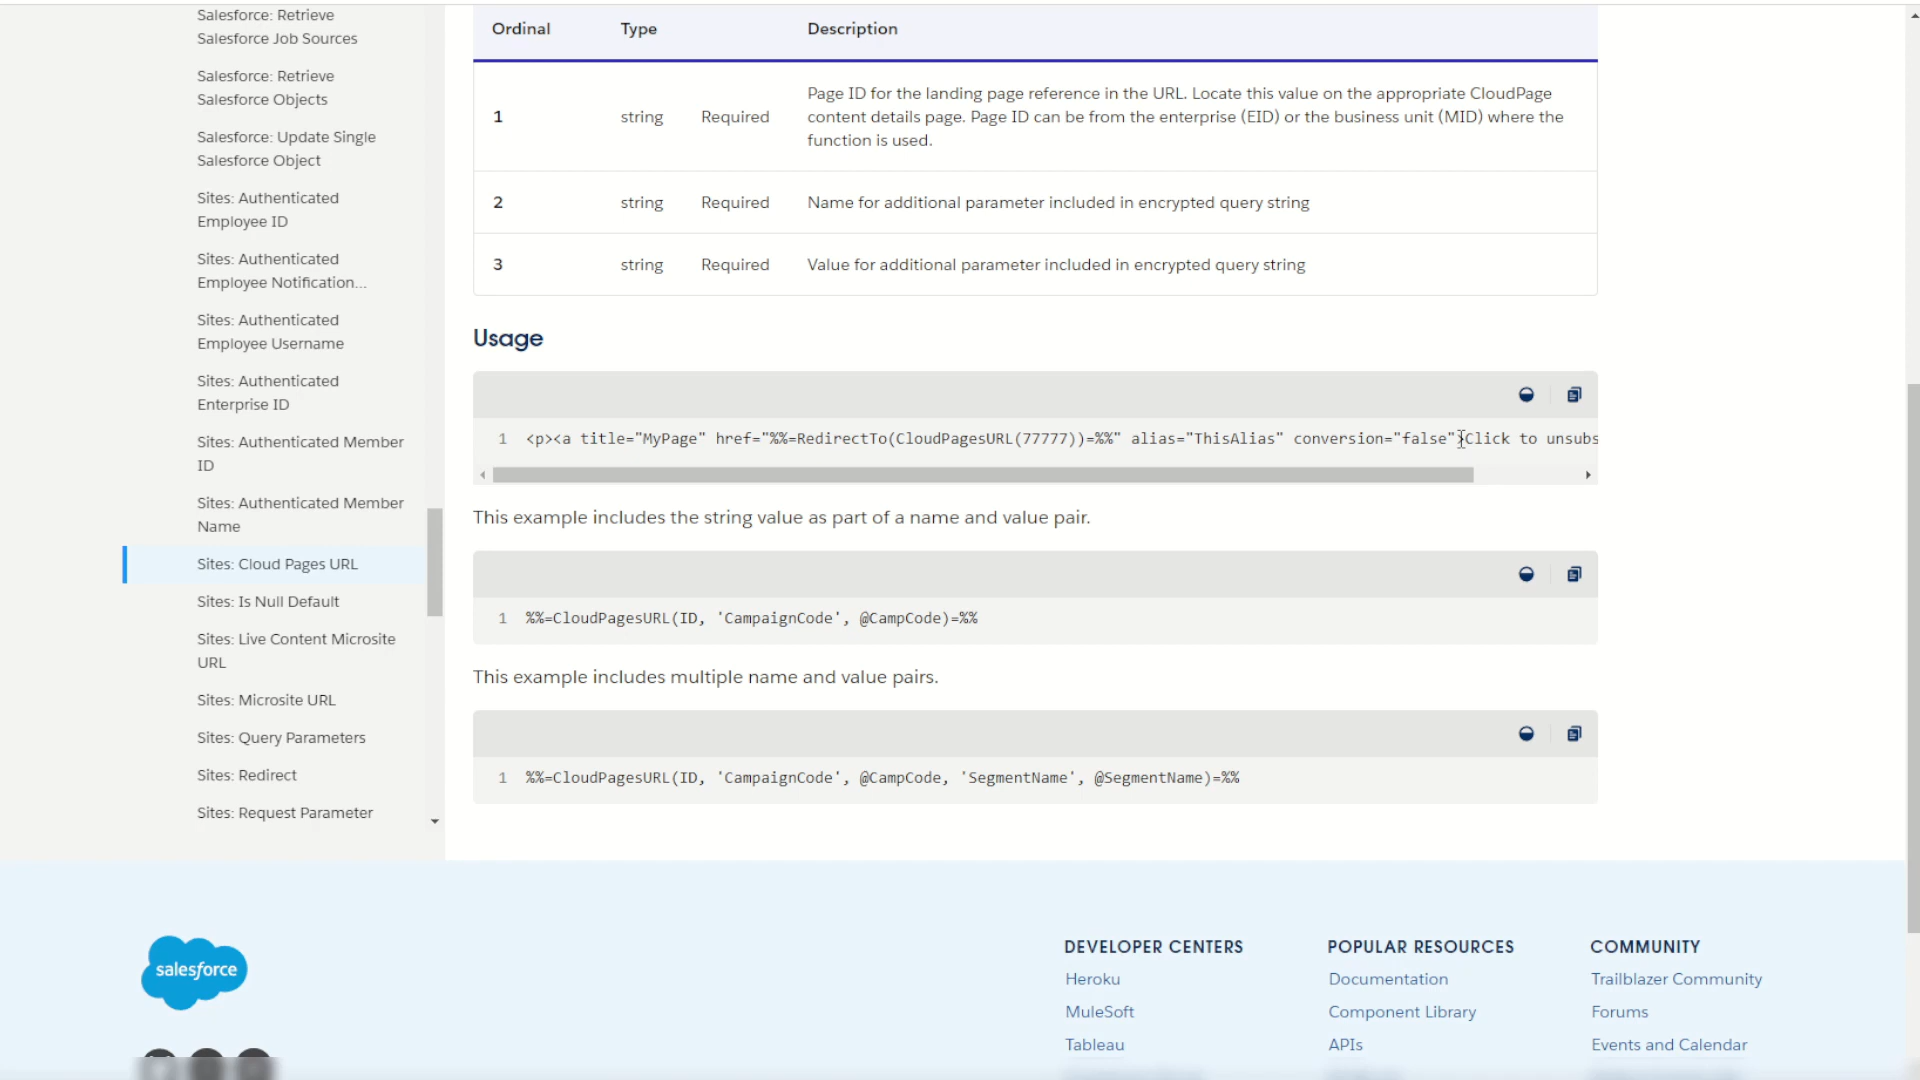 Salesforce: Retrieve
Salesforce Job Sources
Salesforce: Retrieve
Salesforce Objects
Salesforce: Update Single
Salesforce Object
Sites: Authenticated
Employee ID
Sites: Authenticated
Employee Notification...
Sites: Authenticated
Employee Username
Sites: Authenticated
Enterprise ID
Sites: Authenticated Member
ID
Sites: Authenticated Member
Name
Sites: Cloud Pages URL
Sites: Is Null Default
Sites: Live Content Microsite
URL
Sites: Microsite URL
Sites: Query Parameters
Sites: Redirect
Sites: Request Parameter
Ordinal Type Description
1 string Required Page ID for the landing page reference in the URL. Locate this value on the appropriate CloudPage
content details page. Page ID can be from the enterprise (EID) or the business unit (MID) where the
function is used.
2 string Required Name for additional parameter included in encrypted query string
3 string Required Value for additional parameter included in encrypted query string
Usage
1 <p><a title="MyPage" href="%%=RedirectTo(CloudPagesURL(77777))=%%" alias="ThisAlias" conversion="false">Click to unsubs
This example includes the string value as part of a name and value pair.
1 %%=CloudPagesURL(ID, 'CampaignCode', @CampCode)=%%
This example includes multiple name and value pairs.
1 %%=CloudPagesURL(ID, 'CampaignCode', @CampCode, 'SegmentName', @SegmentName)=%%
salesforce
DEVELOPER CENTERS
Heroku
MuleSoft
Tableau
POPULAR RESOURCES
Documentation
Component Library
APIs
COMMUNITY
Trailblazer Community
Forums
Events and Calendar